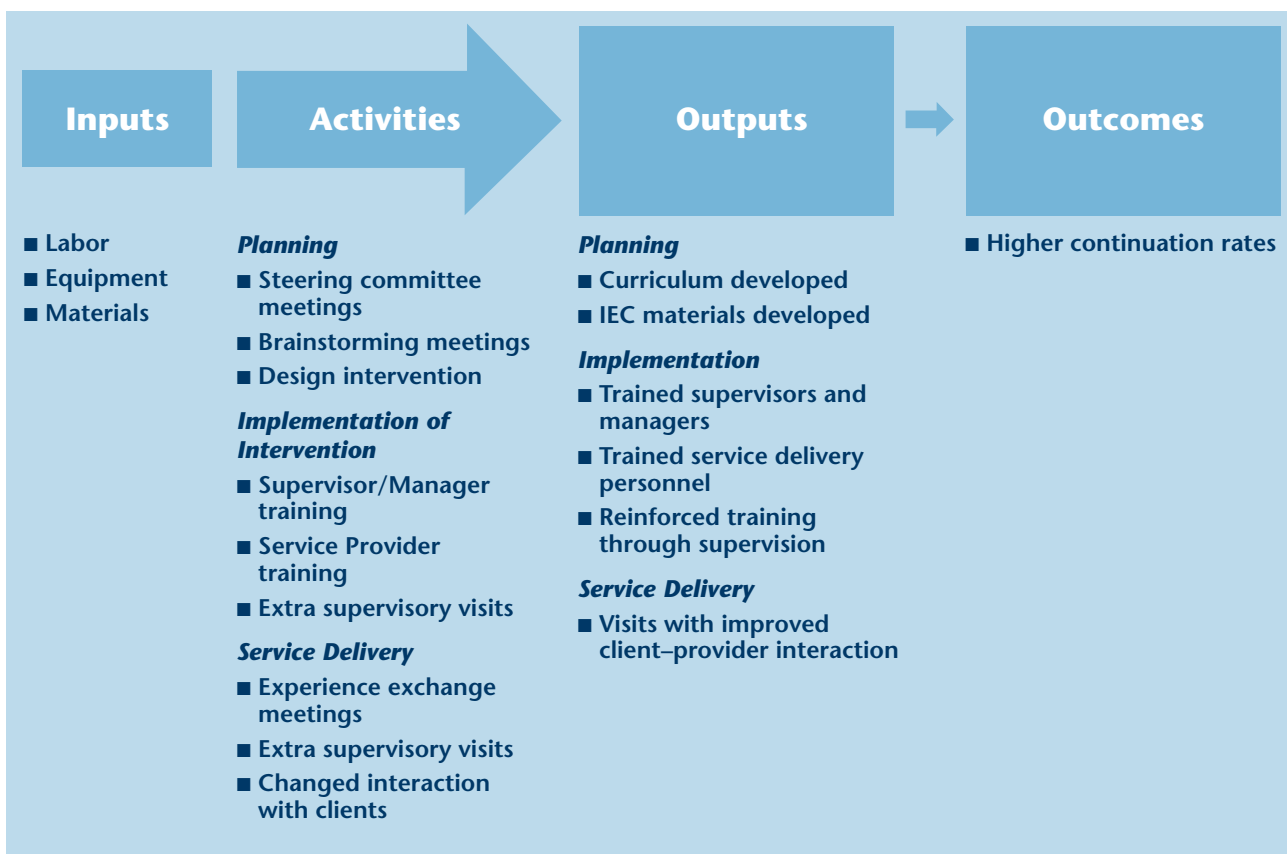 Inputs
Activities
Outputs
Outcomes
■ Labor
■ Equipment
■ Materials
Planning
■ Steering committee
meetings
■ Brainstorming meetings
■ Design intervention
Implementation of
Intervention
■ Supervisor/Manager
training
■ Service Provider
training
■ Extra supervisory visits
Service Delivery
■ Experience exchange
meetings
■ Extra supervisory visits
■ Changed interaction
with clients
Planning
■ Curriculum developed
■ IEC materials developed
Implementation
■ Trained supervisors and
managers
■ Trained service delivery
personnel
■ Reinforced training
through supervision
Service Delivery
■ Visits with improved
client–provider interaction
■ Higher continuation rates